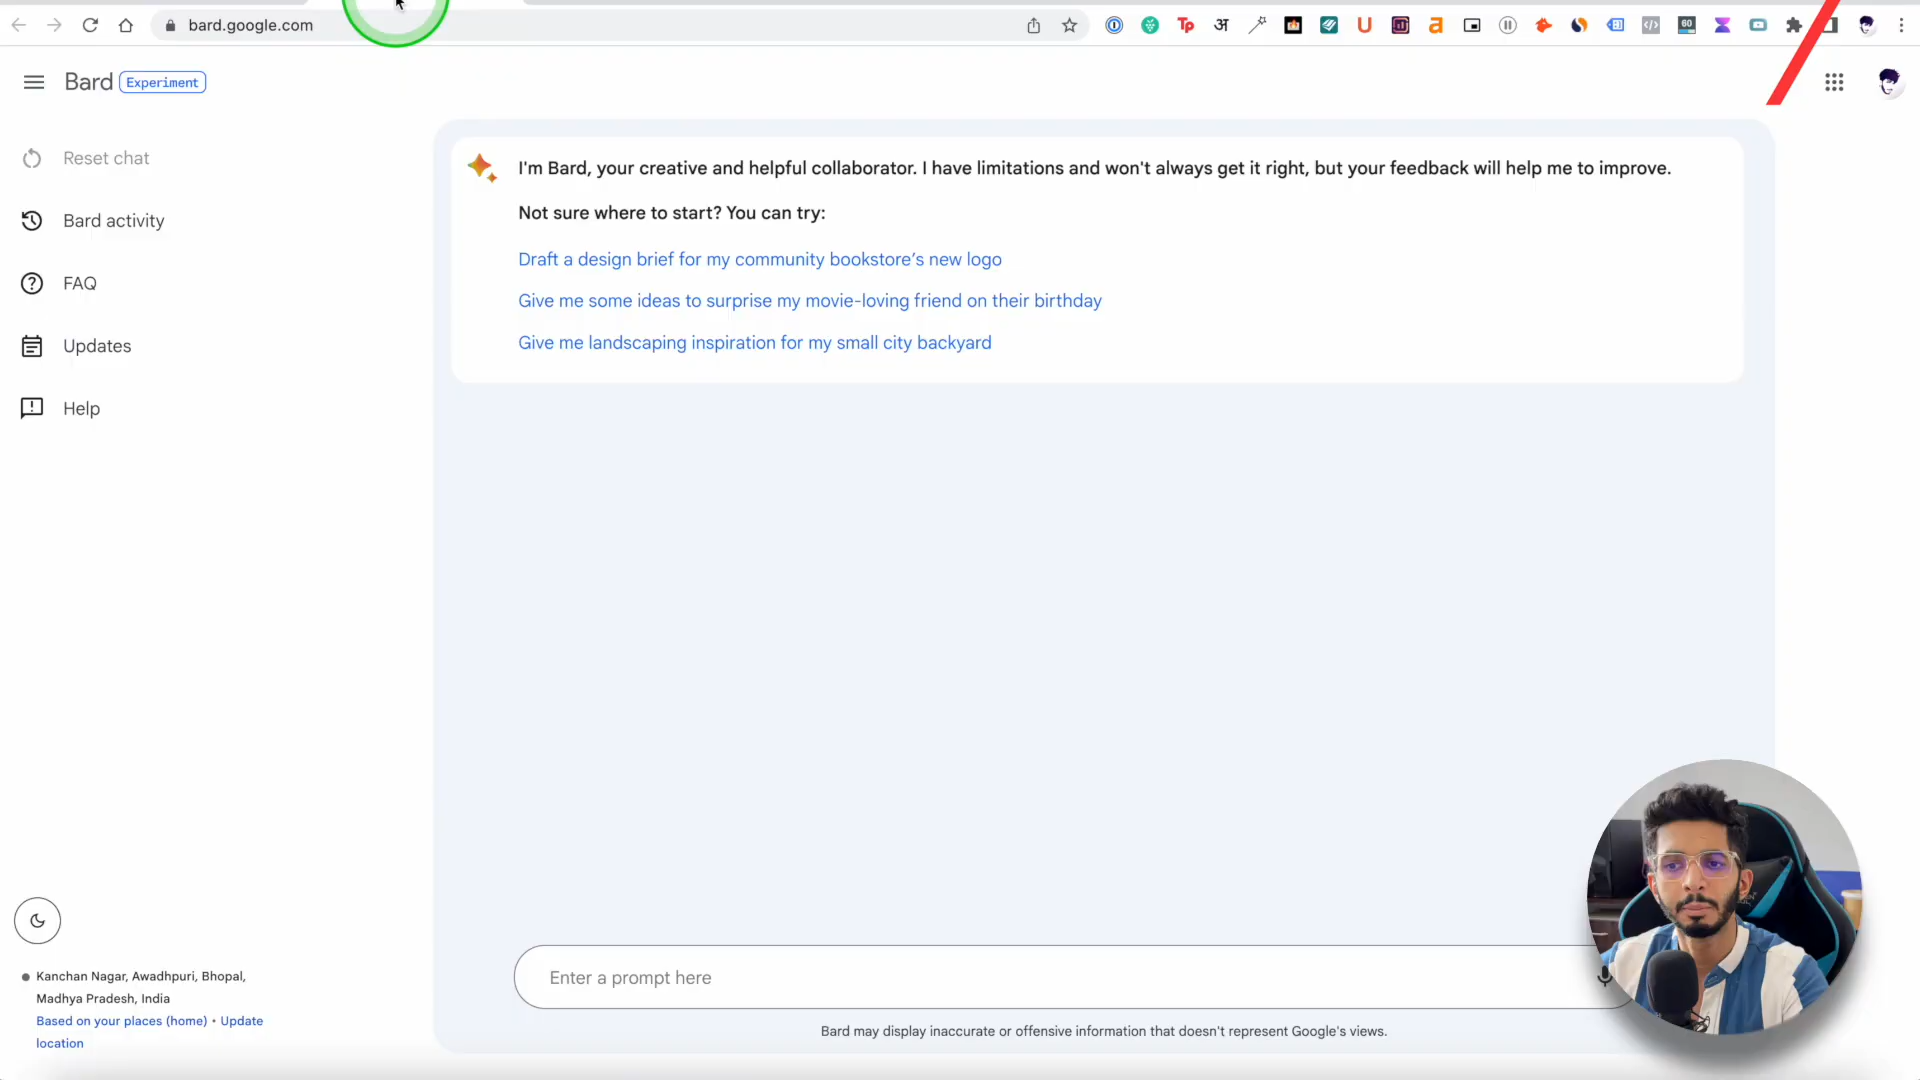 bard.google.com
Tp
अ
U
a
60
Bard Experiment
Reset chat
Bard activity
FAQ
Updates
Help
I'm Bard, your creative and helpful collaborator. I have limitations and won't always get it right, but your feedback will help me to improve.
Not sure where to start? You can try:
Draft a design brief for my community bookstore’s new logo
Give me some ideas to surprise my movie-loving friend on their birthday
Give me landscaping inspiration for my small city backyard
Kanchan Nagar, Awadhpuri, Bhopal,
Madhya Pradesh, India
Based on your places (home) • Update
location
Enter a prompt here
Bard may display inaccurate or offensive information that doesn't represent Google's views.